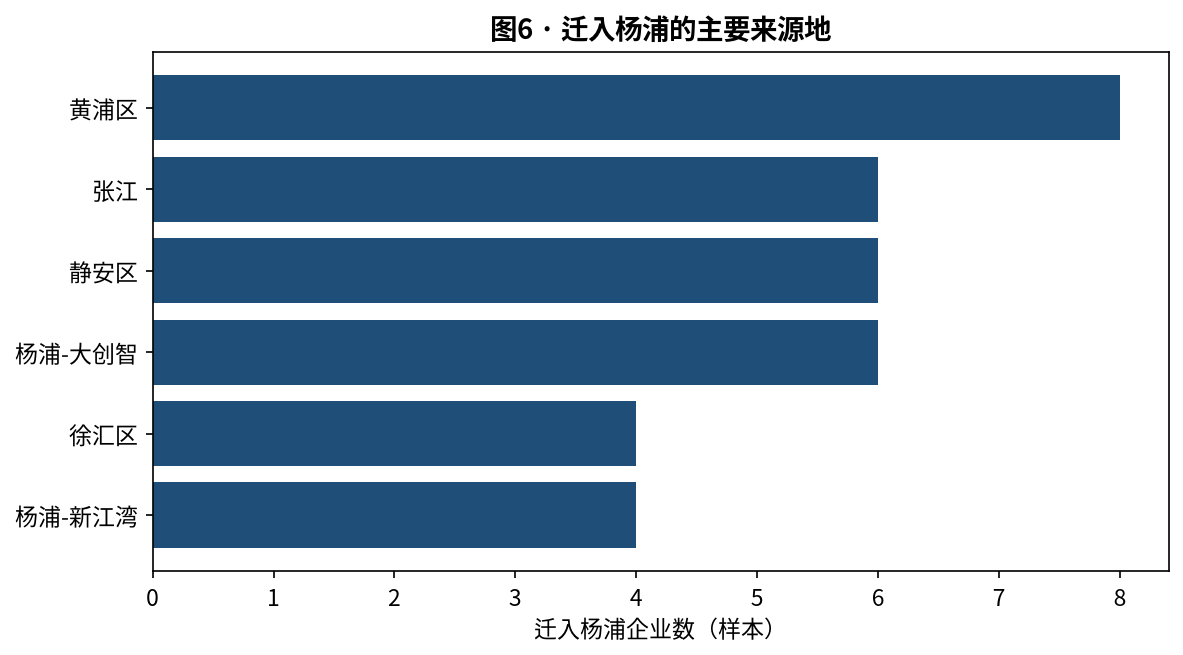 图6 · 迁入杨浦的主要来源地
黄浦区
张江
静安区
杨浦-大创智
徐汇区
杨浦-新江湾
0 1 2 3 4 5 6 7 8
迁入杨浦企业数（样本）